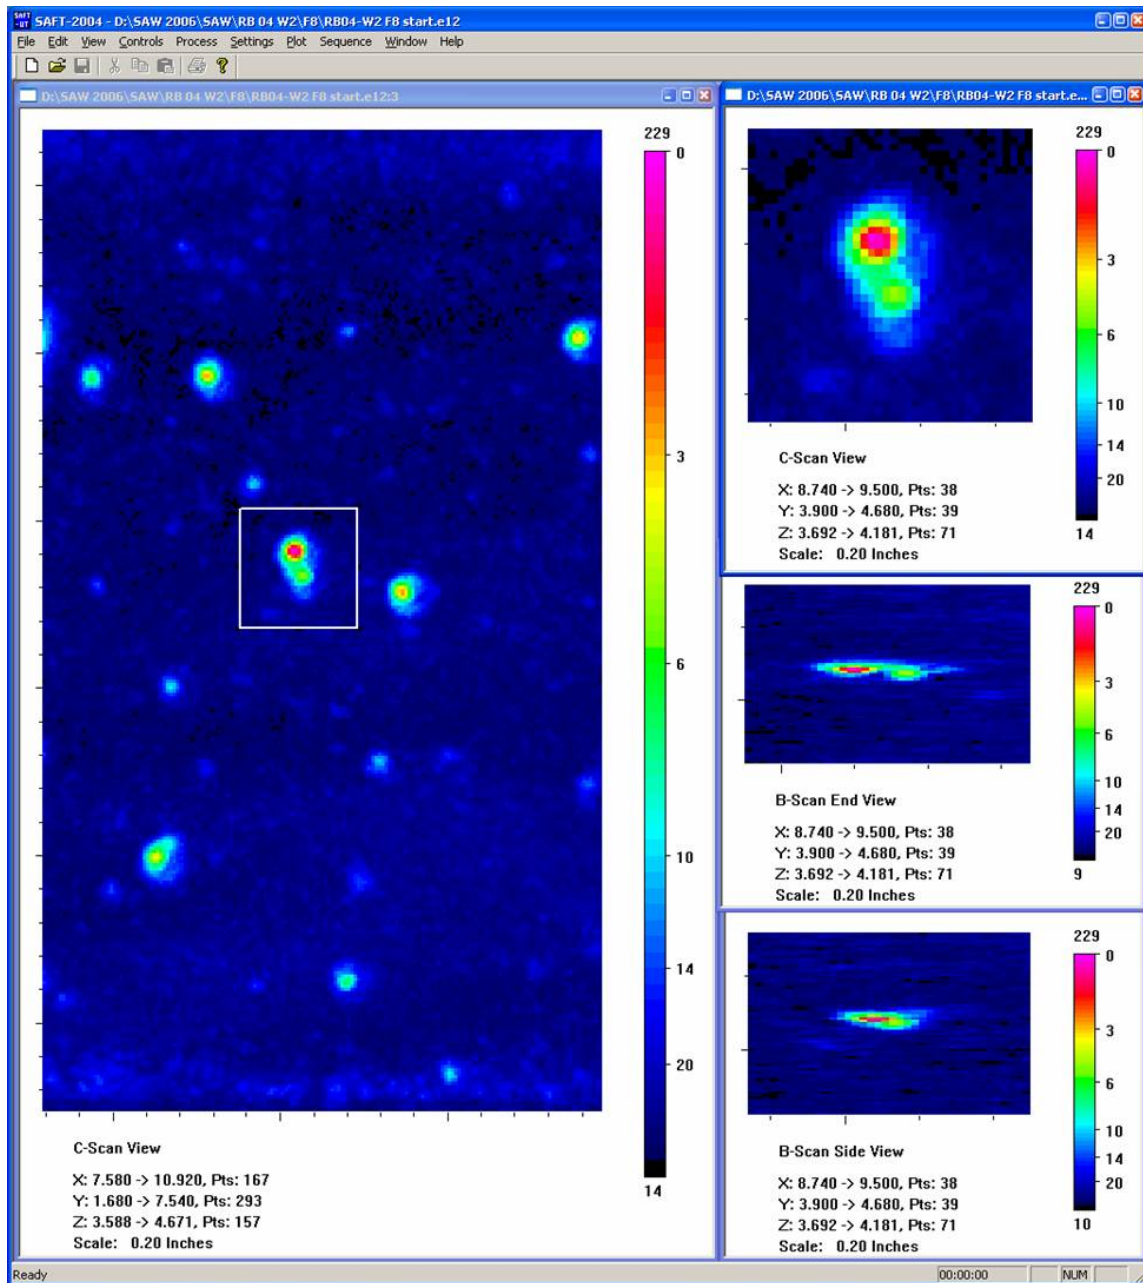 SAFT-2004 - D:\SAW 2006\SAW\RB 04 W2\F8\RB04-W2 F8 start.e12
File Edit View Controls Process Settings Plot Sequence Window Help
D:\SAW 2006\SAW\RB 04 W2\F8\RB04-W2 F8 start.e12:3
229
0
3
6
10
14
20
14
C-Scan View
X: 7.580 -> 10.920, Pts: 167
Y: 1.680 -> 7.540, Pts: 293
Z: 3.588 -> 4.671, Pts: 157
Scale: 0.20 Inches
D:\SAW 2006\SAW\RB 04 W2\F8\RB04-W2 F8 start.e...
229
0
3
6
10
14
20
14
C-Scan View
X: 8.740 -> 9.500, Pts: 38
Y: 3.900 -> 4.680, Pts: 39
Z: 3.692 -> 4.181, Pts: 71
Scale: 0.20 Inches
229
0
3
6
10
14
20
9
B-Scan End View
X: 8.740 -> 9.500, Pts: 38
Y: 3.900 -> 4.680, Pts: 39
Z: 3.692 -> 4.181, Pts: 71
Scale: 0.20 Inches
229
0
3
6
10
14
20
10
B-Scan Side View
X: 8.740 -> 9.500, Pts: 38
Y: 3.900 -> 4.680, Pts: 39
Z: 3.692 -> 4.181, Pts: 71
Scale: 0.20 Inches
Ready 00:00:00 NUM